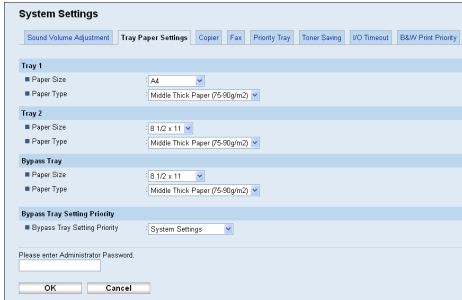 System Settings
Sound Volume Adjustment Tray Paper Settings Copier Fax Priority Tray Toner Saving I/O Timeout B&W Print Priority
Tray 1
Paper Size : A4
Paper Type : Middle Thick Paper (75-90g/m2)
Tray 2
Paper Size : 8 1/2 x 11
Paper Type : Middle Thick Paper (75-90g/m2)
Bypass Tray
Paper Size : 8 1/2 x 11
Paper Type : Middle Thick Paper (75-90g/m2)
Bypass Tray Setting Priority
Bypass Tray Setting Priority : System Settings
Please enter Administrator Password.
OK Cancel